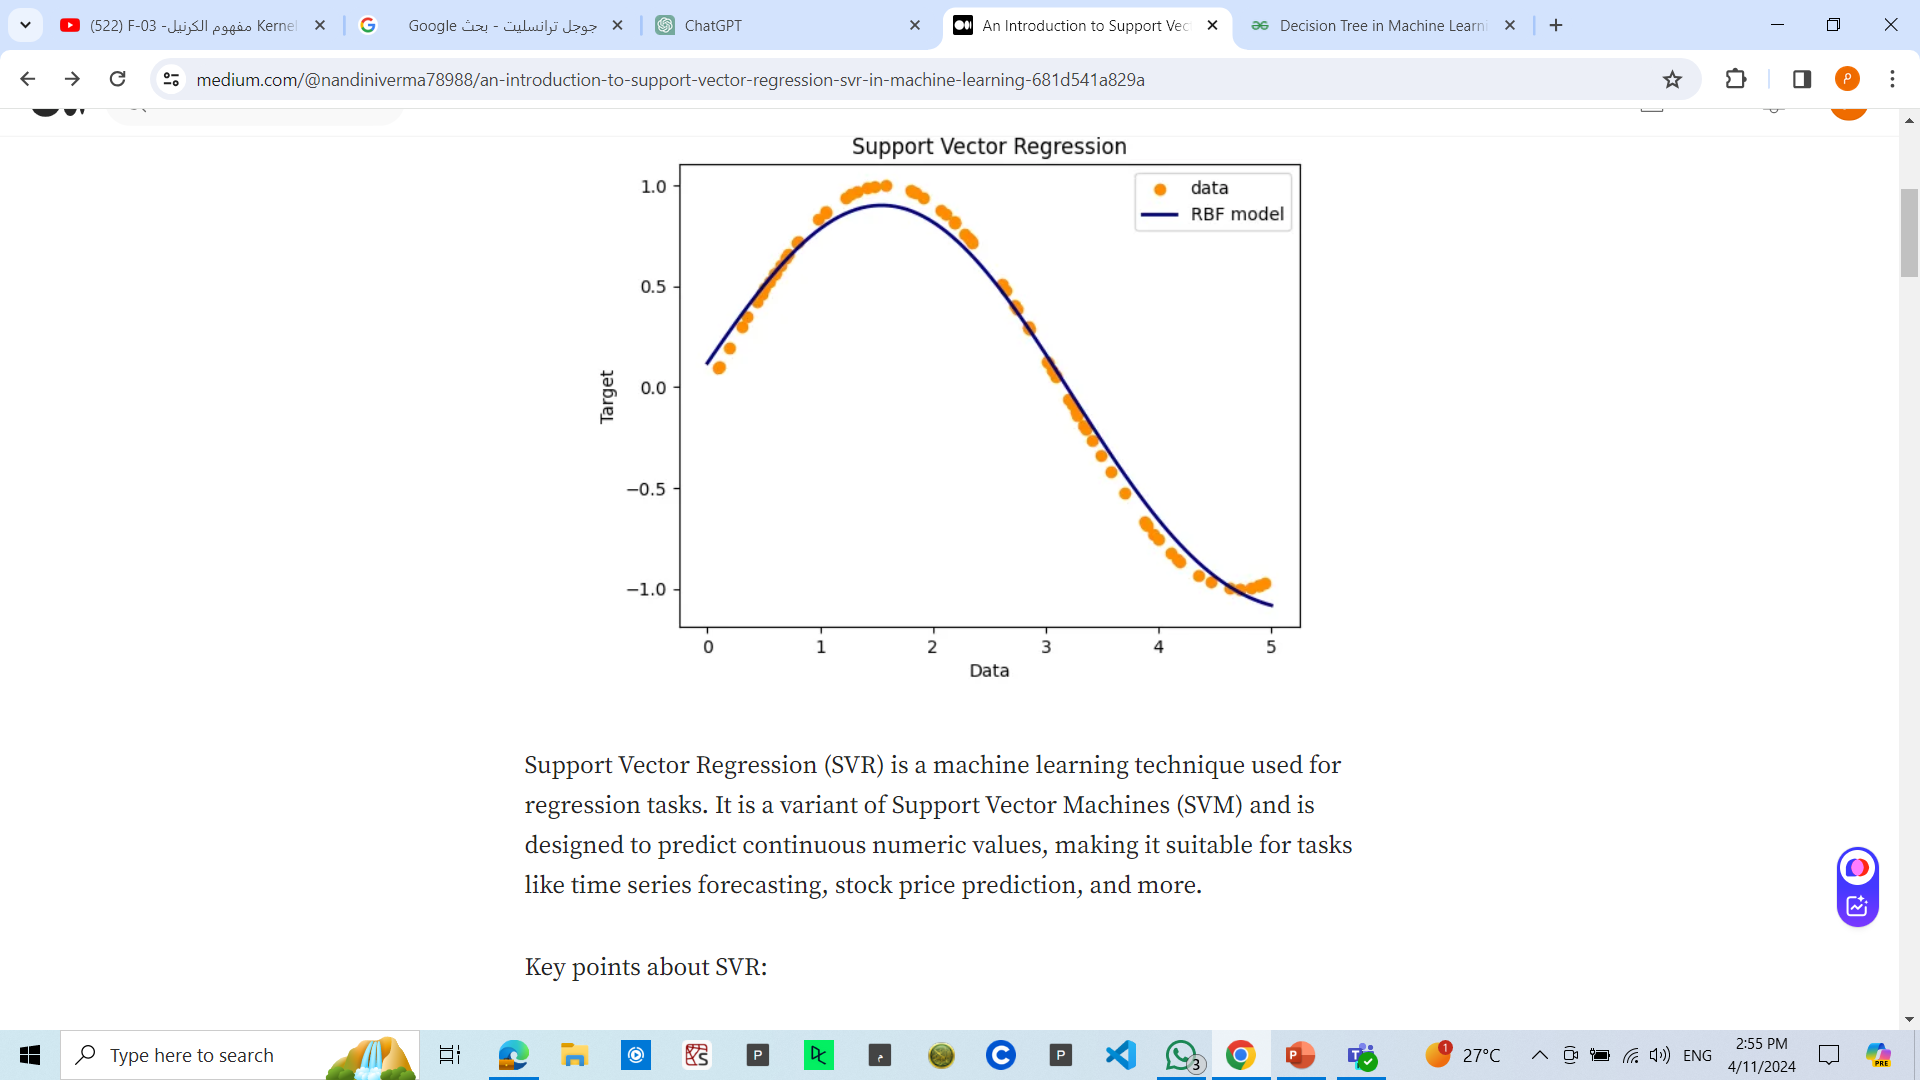 (522) F-03 -مفهوم الكرنيل Kernel
جوجل ترانسليت - بحث Google
ChatGPT
An Introduction to Support Vec
Decision Tree in Machine Learni
medium.com/@nandiniverma78988/an-introduction-to-support-vector-regression-svr-in-machine-learning-681d541a829a
P
Support Vector Regression
data
RBF model
1.0
0.5
0.0
−0.5
−1.0
Target
0 1 2 3 4 5
Data
Support Vector Regression (SVR) is a machine learning technique used for
regression tasks. It is a variant of Support Vector Machines (SVM) and is
designed to predict continuous numeric values, making it suitable for tasks
like time series forecasting, stock price prediction, and more.
Key points about SVR:
Type here to search
P
م
P
3
1
27°C
ENG
2:55 PM
4/11/2024
PRE